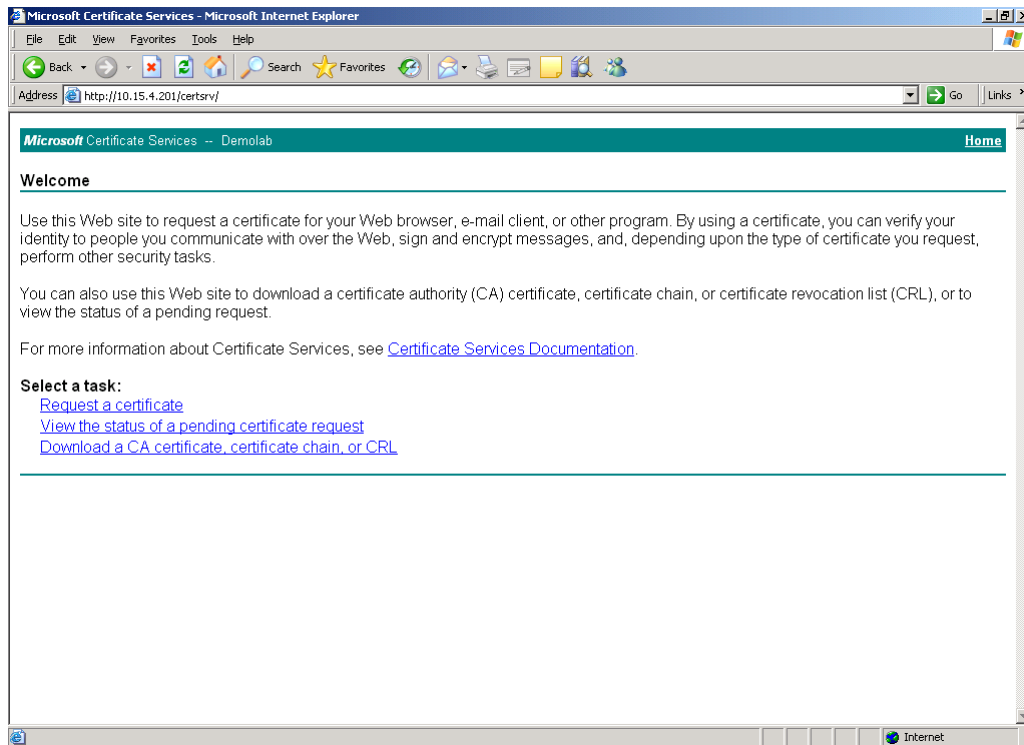 Microsoft Certificate Services - Microsoft Internet Explorer
File Edit View Favorites Tools Help
Back Search Favorites
Address http://10.15.4.201/certsrv/ Go Links
Microsoft Certificate Services -- Demolab Home
Welcome
Use this Web site to request a certificate for your Web browser, e-mail client, or other program. By using a certificate, you can verify your
identity to people you communicate with over the Web, sign and encrypt messages, and, depending upon the type of certificate you request,
perform other security tasks.
You can also use this Web site to download a certificate authority (CA) certificate, certificate chain, or certificate revocation list (CRL), or to
view the status of a pending request.
For more information about Certificate Services, see Certificate Services Documentation.
Select a task:
Request a certificate
View the status of a pending certificate request
Download a CA certificate, certificate chain, or CRL
Internet